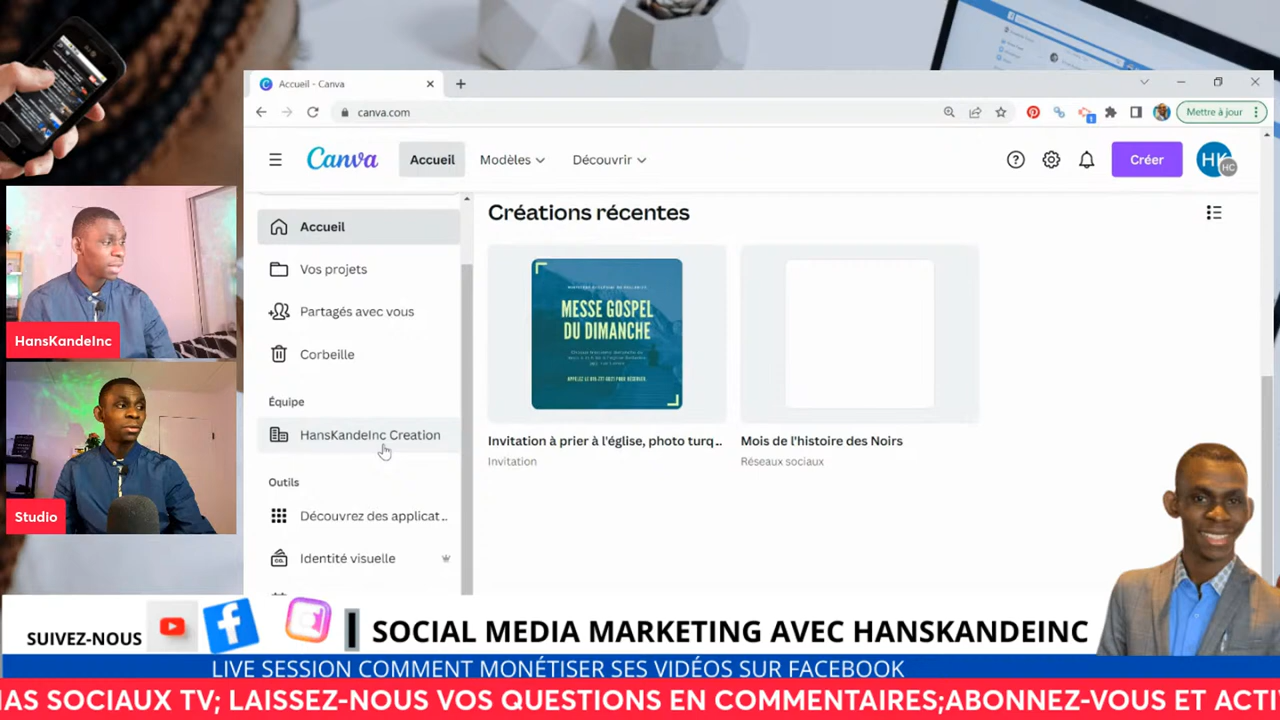 Accueil - Canva
canva.com
Mettre à jour
Canva
Accueil
Modèles
Découvrir
Créer
HK
HC
Accueil
Vos projets
Partagés avec vous
Corbeille
Équipe
HansKandeInc Creation
Outils
Découvrez des applicat..
Identité visuelle
Créations récentes
MESSE GOSPEL
DU DIMANCHE
Invitation à prier à l'église, photo turq..
Invitation
Mois de l'histoire des Noirs
Réseaux sociaux
HansKandeInc
Studio
SUIVEZ-NOUS
SOCIAL MEDIA MARKETING AVEC HANSKANDEINC
LIVE SESSION COMMENT MONÉTISER SES VIDÉOS SUR FACEBOOK
IAS SOCIAUX TV; LAISSEZ-NOUS VOS QUESTIONS EN COMMENTAIRES;ABONNEZ-VOUS ET ACTI